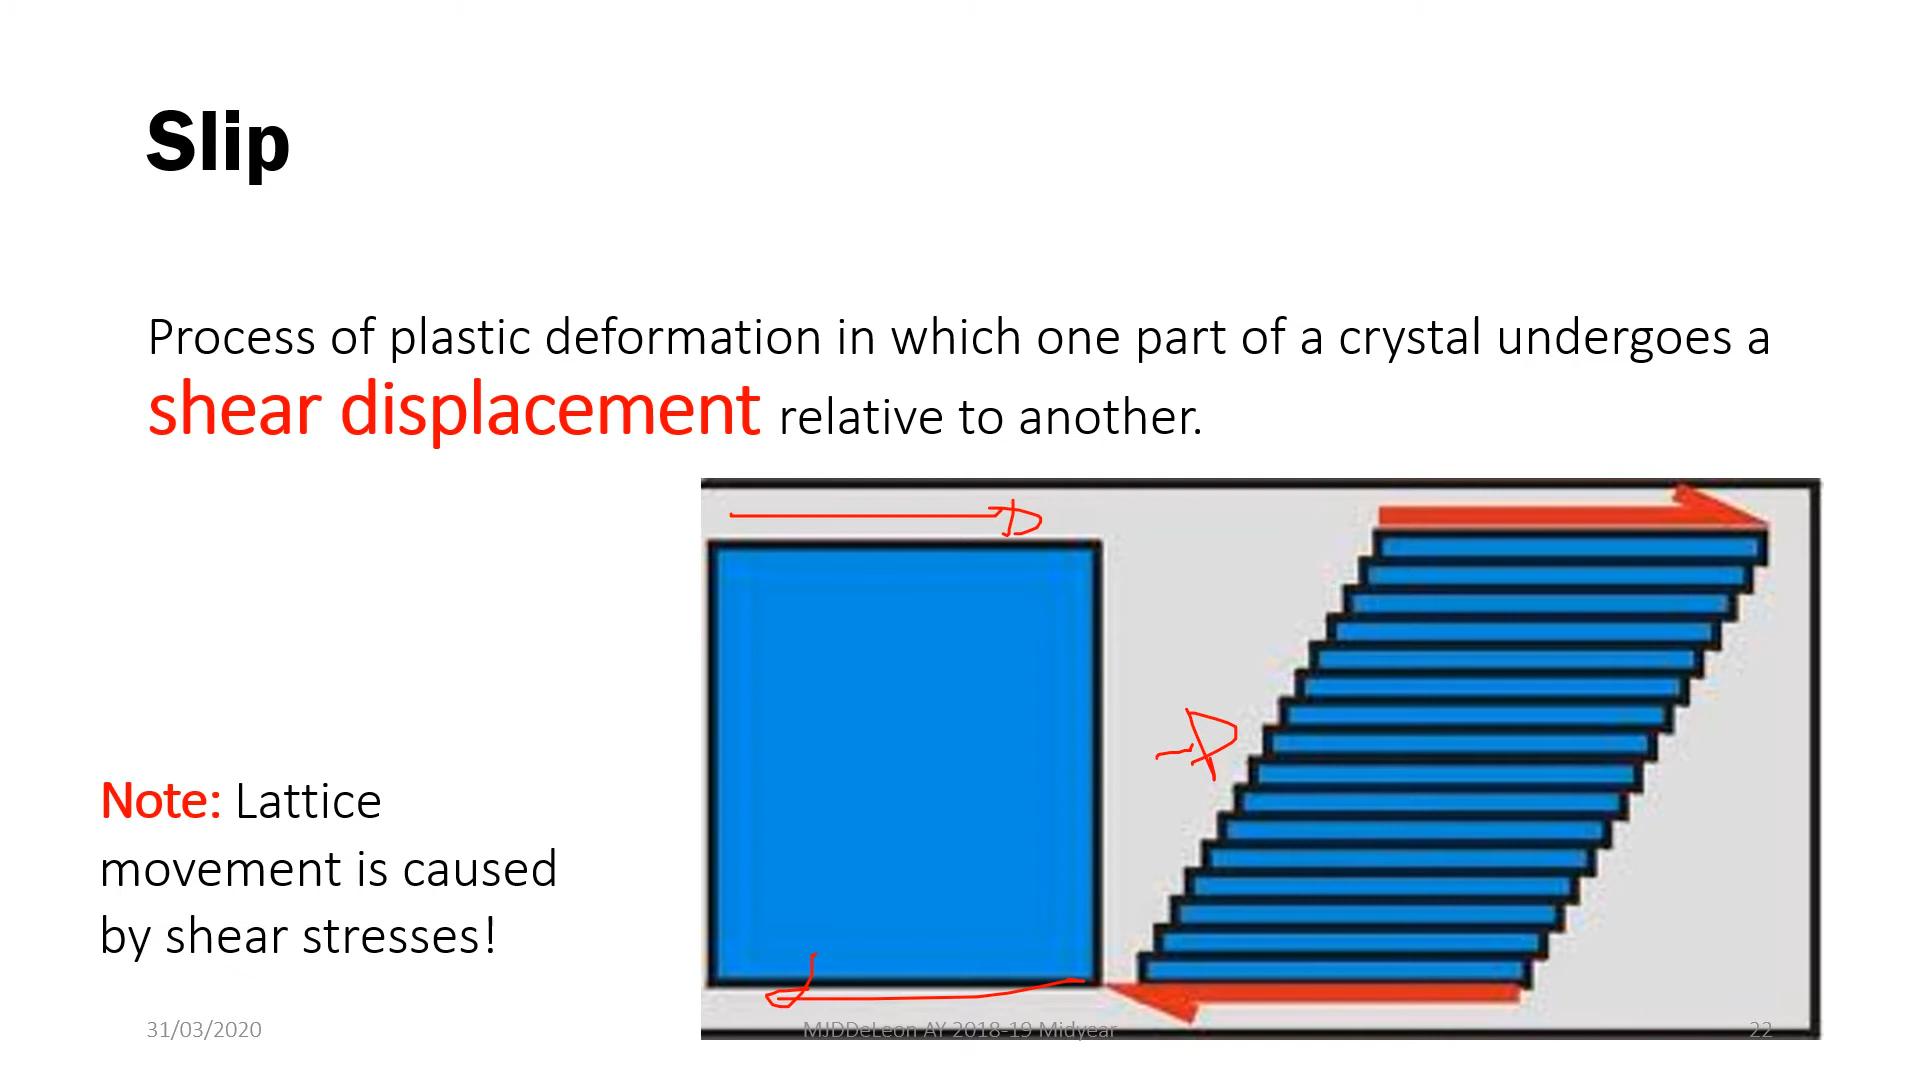 Slip
Process of plastic deformation in which one part of a crystal undergoes a
shear displacement relative to another.
Note: Lattice
movement is caused
by shear stresses!
31/03/2020
MJDDeLeon AY 2018-19 Midyear
22